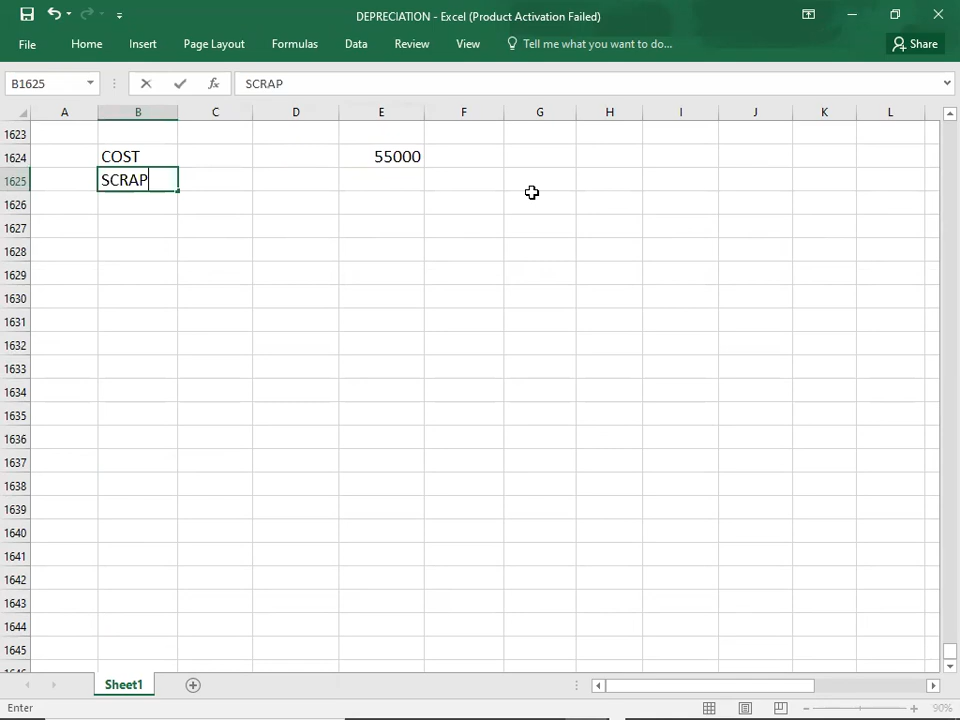 DEPRECIATION - Excel (Product Activation Failed)
File Home Insert Page Layout Formulas Data Review View Tell me what you want to do... Share
B1625 fx SCRAP
A B C D E F G H I J K L
1623
1624 COST 55000
1625 SCRAP
1626
1627
1628
1629
1630
1631
1632
1633
1634
1635
1636
1637
1638
1639
1640
1641
1642
1643
1644
1645
Sheet1
Enter 90%